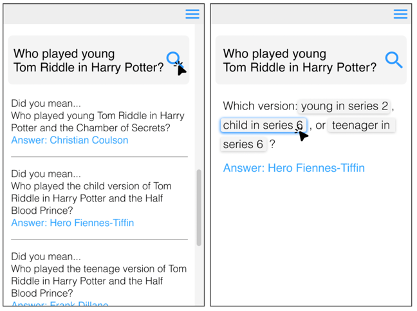 Who played young
Tom Riddle in Harry Potter?
Did you mean...
Who played young Tom Riddle in Harry
Potter and the Chamber of Secrets?
Answer: Christian Coulson
Did you mean...
Who played the child version of Tom
Riddle in Harry Potter and the Half
Blood Prince?
Answer: Hero Fiennes-Tiffin
Did you mean...
Who played the teenage version of Tom
Riddle in Harry Potter and the Half
Blood Prince?
Answer: Frank Dillane
Who played young
Tom Riddle in Harry Potter?
Which version: young in series 2 ,
child in series 6 , or teenager in
series 6 ?
Answer: Hero Fiennes-Tiffin